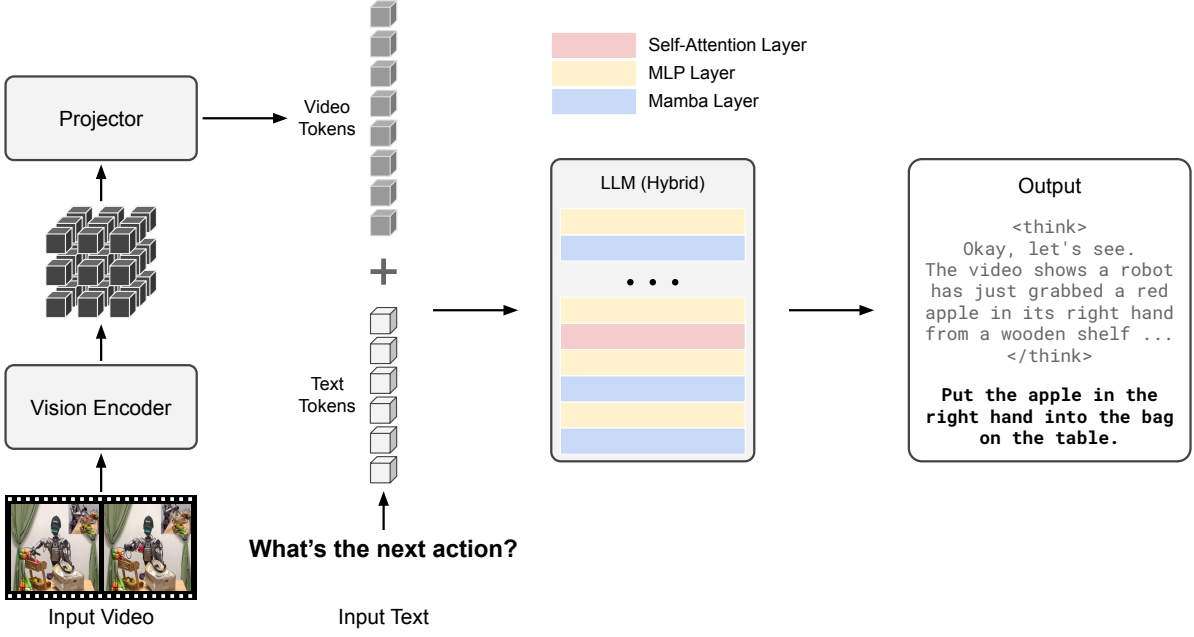 Self-Attention Layer
MLP Layer
Mamba Layer
Projector
Video
Tokens
LLM (Hybrid)
Output
<think>
Okay, let's see.
The video shows a robot
has just grabbed a red
apple in its right hand
from a wooden shelf ...
</think>
Put the apple in the
right hand into the bag
on the table.
+
Text
Tokens
Vision Encoder
What's the next action?
Input Video
Input Text